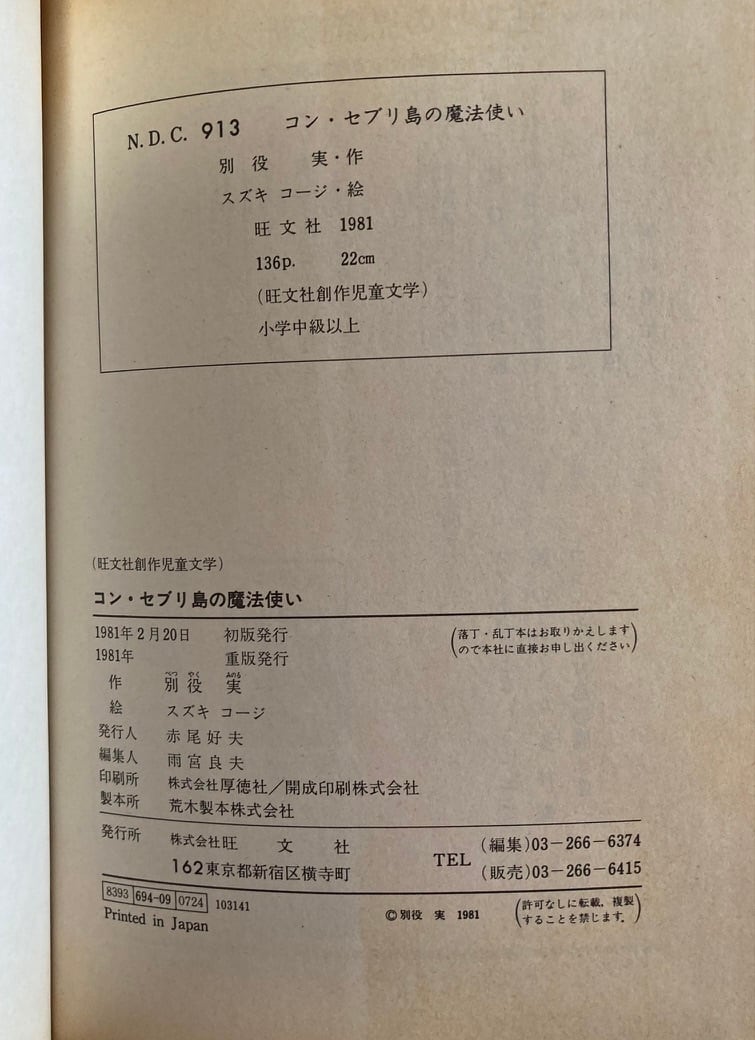 N.D.C. 913 コン・セブリ島の魔法使い
別役 実・作
スズキ コージ・絵
旺文社 1981
136p. 22cm
(旺文社創作児童文学)
小学中級以上
(旺文社創作児童文学)
コン・セブリ島の魔法使い
1981年2月20日 初版発行
1981年 重版発行
(落丁・乱丁本はお取りかえします
ので本社に直接お申し出ください)
べつ やく みのる
作 別役 実
絵 スズキ コージ
発行人 赤尾好夫
編集人 雨宮良夫
印刷所 株式会社厚徳社/開成印刷株式会社
製本所 荒木製本株式会社
発行所 株式会社旺文社
162東京都新宿区横寺町
TEL (編集)03-266-6374
(販売)03-266-6415
8393 694-09 0724 103141
Printed in Japan
©別役 実 1981
(許可なしに転載,複製
することを禁じます。)